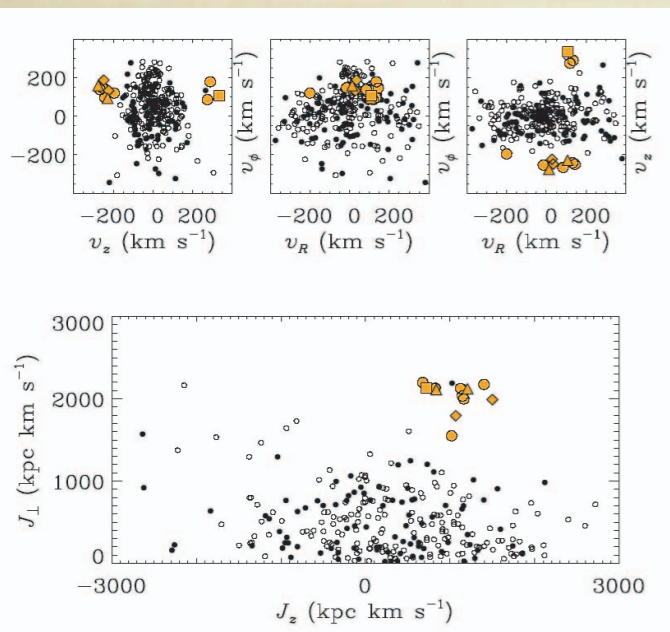 200
0
−200
−200 0 200
v_z (km s⁻¹)
v_ϕ (km s⁻¹)
−200 0 200
v_R (km s⁻¹)
v_ϕ (km s⁻¹)
−200 0 200
v_R (km s⁻¹)
v_z (km s⁻¹)
3000
2000
1000
0
J_⊥ (kpc km s⁻¹)
−3000 0 3000
J_z (kpc km s⁻¹)